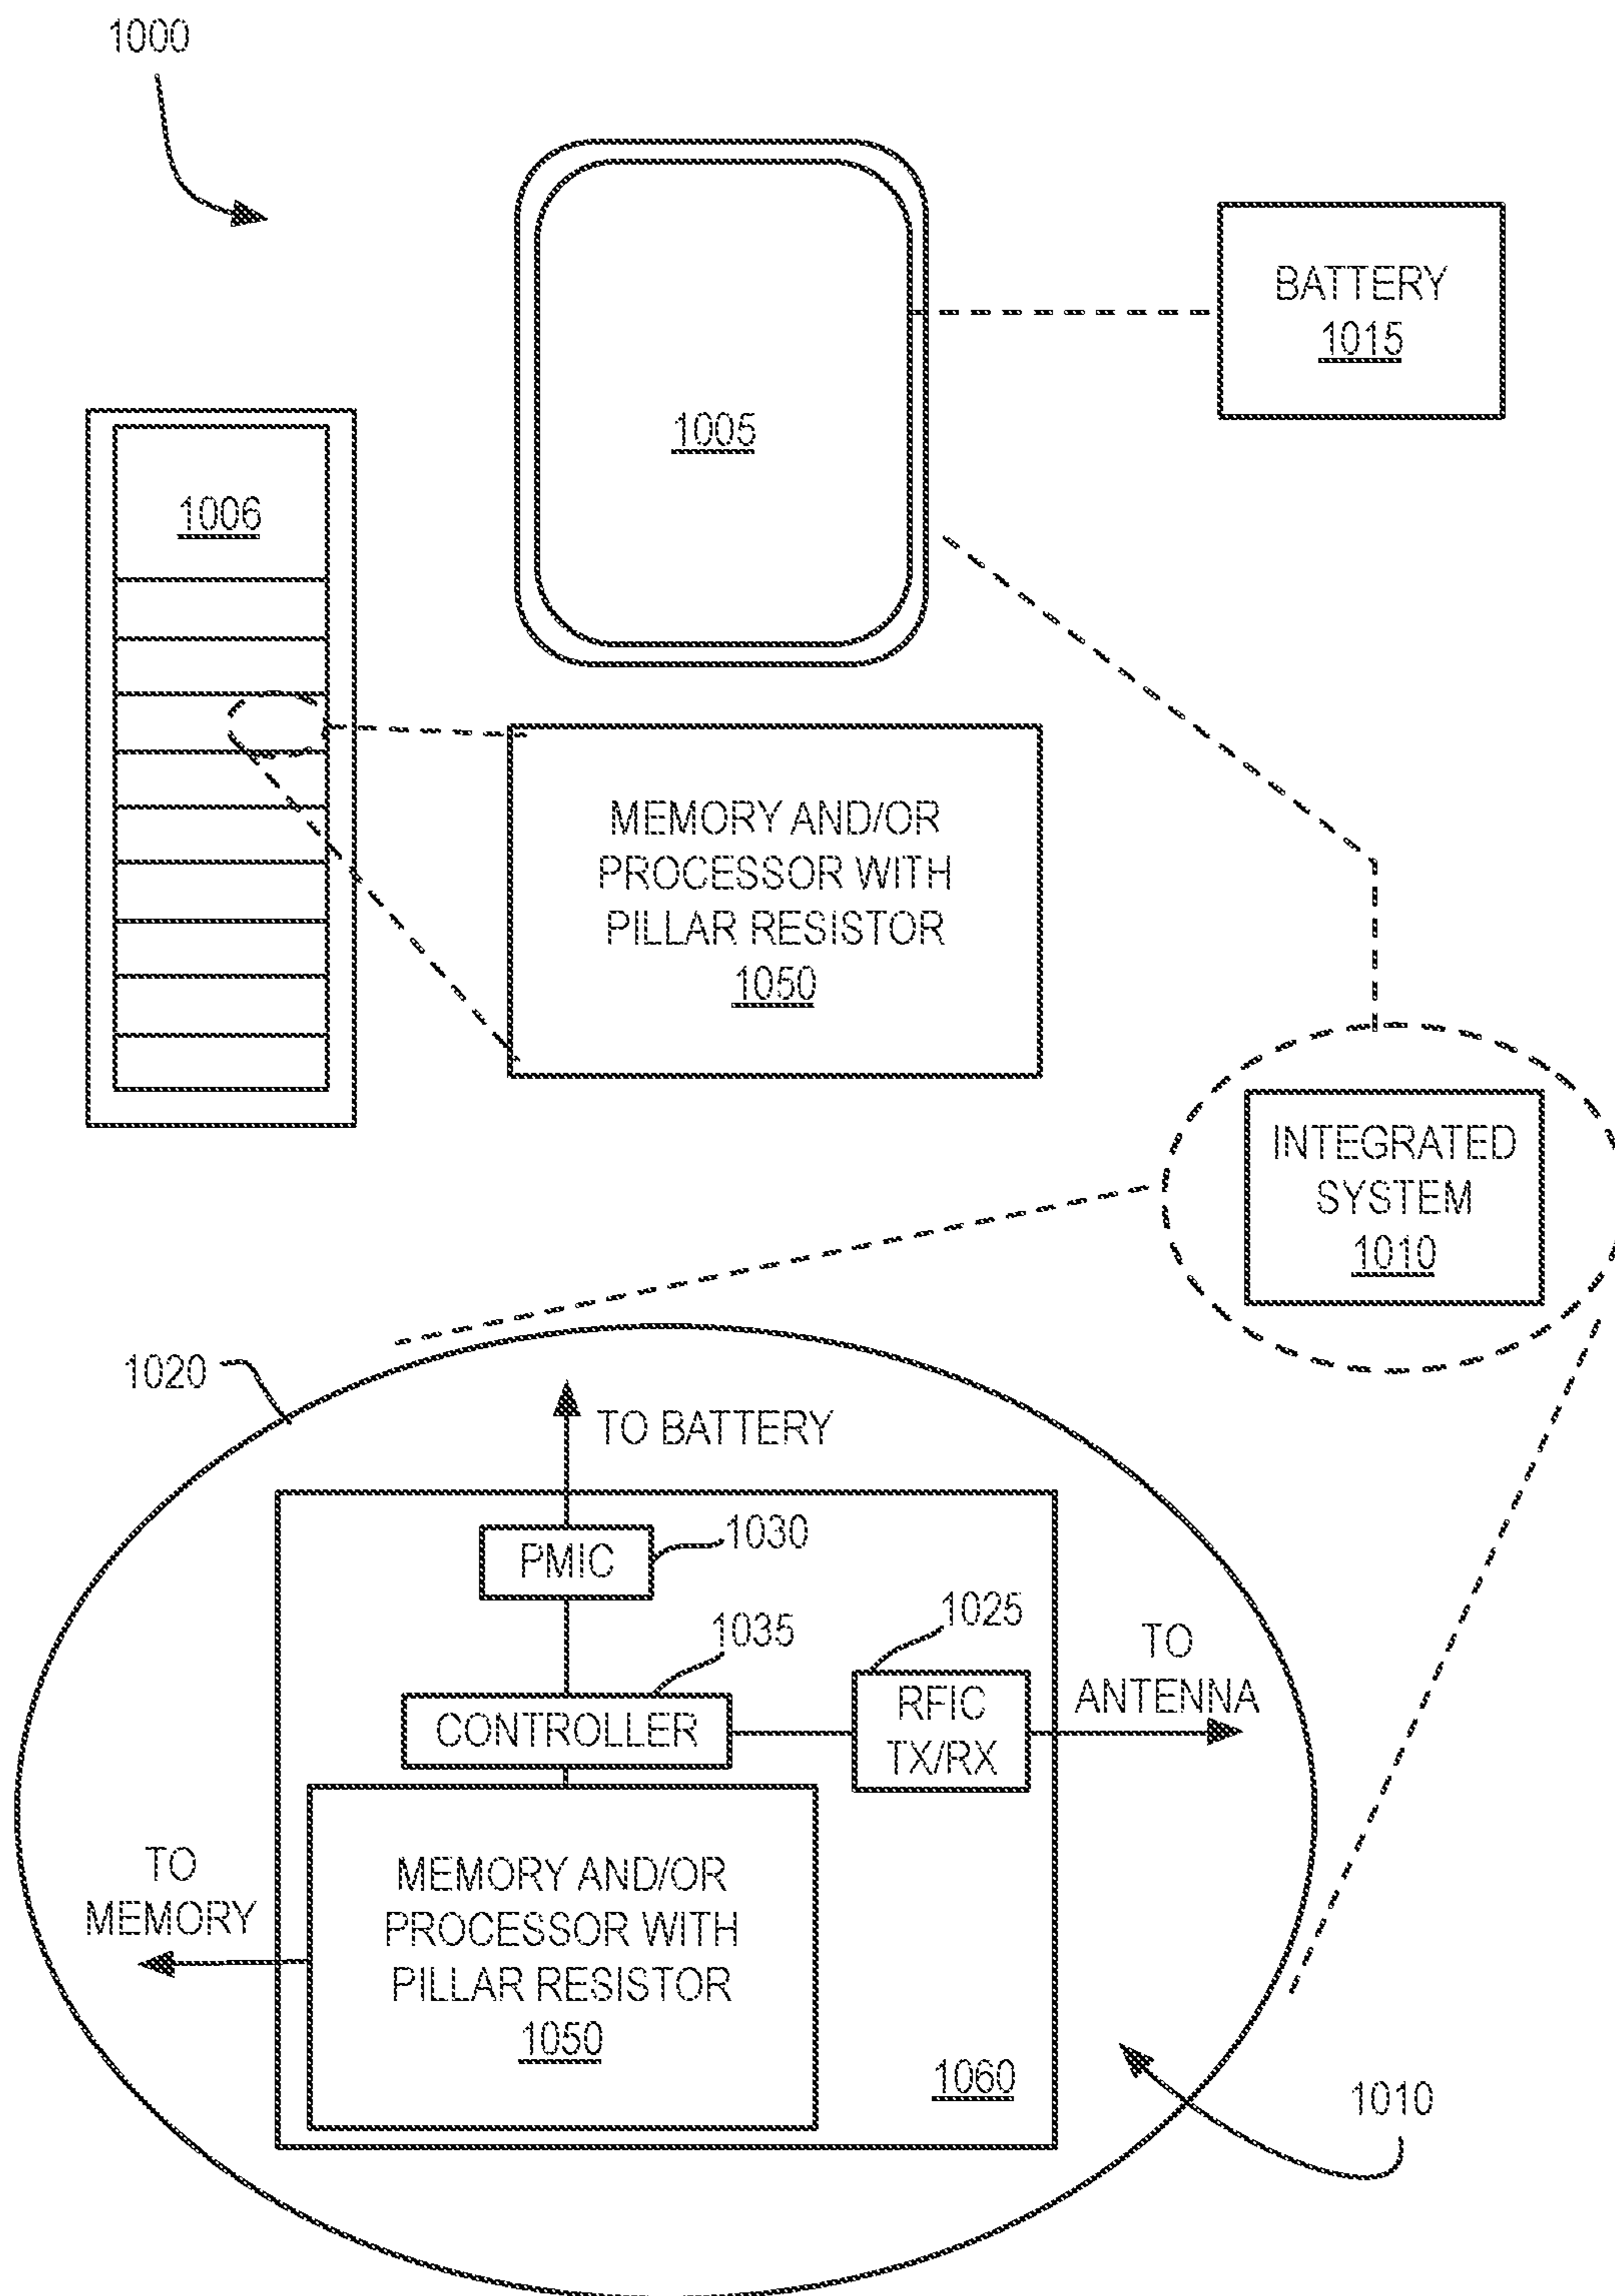 1000
BATTERY
1015
1005
1006
MEMORY AND/OR
PROCESSOR WITH
PILLAR RESISTOR
1050
INTEGRATED
SYSTEM
1010
1020
TO BATTERY
PMIC
1030
1025
1035
TO
ANTENNA
RFIC
TX/RX
CONTROLLER
TO
MEMORY
MEMORY AND/OR
PROCESSOR WITH
PILLAR RESISTOR
1050
1060
1010